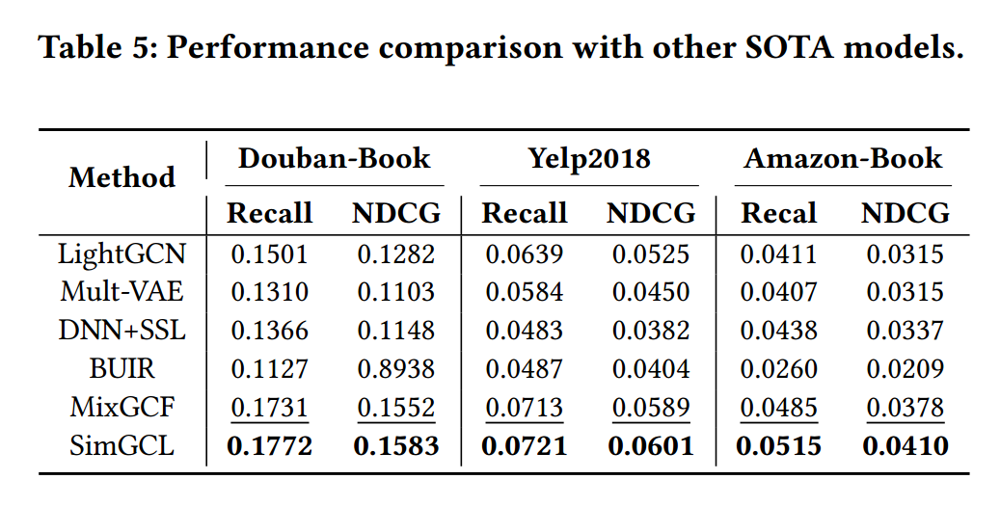 Table 5: Performance comparison with other SOTA models.
Method Douban-Book Yelp2018 Amazon-Book
Recall NDCG Recall NDCG Recal NDCG
LightGCN 0.1501 0.1282 0.0639 0.0525 0.0411 0.0315
Mult-VAE 0.1310 0.1103 0.0584 0.0450 0.0407 0.0315
DNN+SSL 0.1366 0.1148 0.0483 0.0382 0.0438 0.0337
BUIR 0.1127 0.8938 0.0487 0.0404 0.0260 0.0209
MixGCF 0.1731 0.1552 0.0713 0.0589 0.0485 0.0378
SimGCL 0.1772 0.1583 0.0721 0.0601 0.0515 0.0410